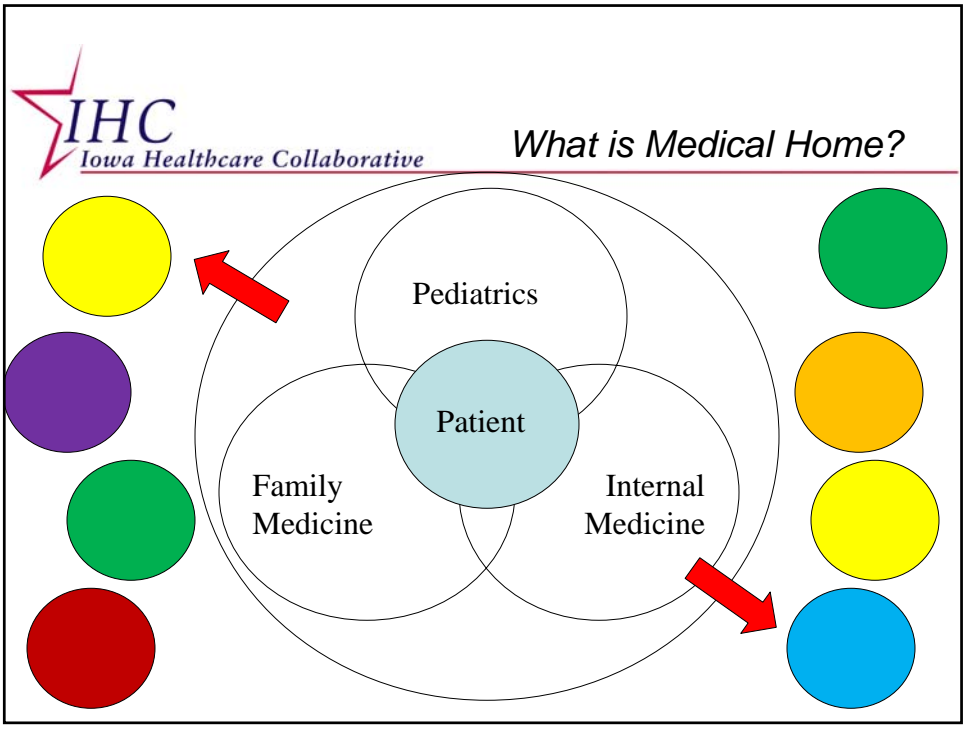 IHC
Iowa Healthcare Collaborative
What is Medical Home?
Pediatrics
Patient
Family
Medicine
Internal
Medicine